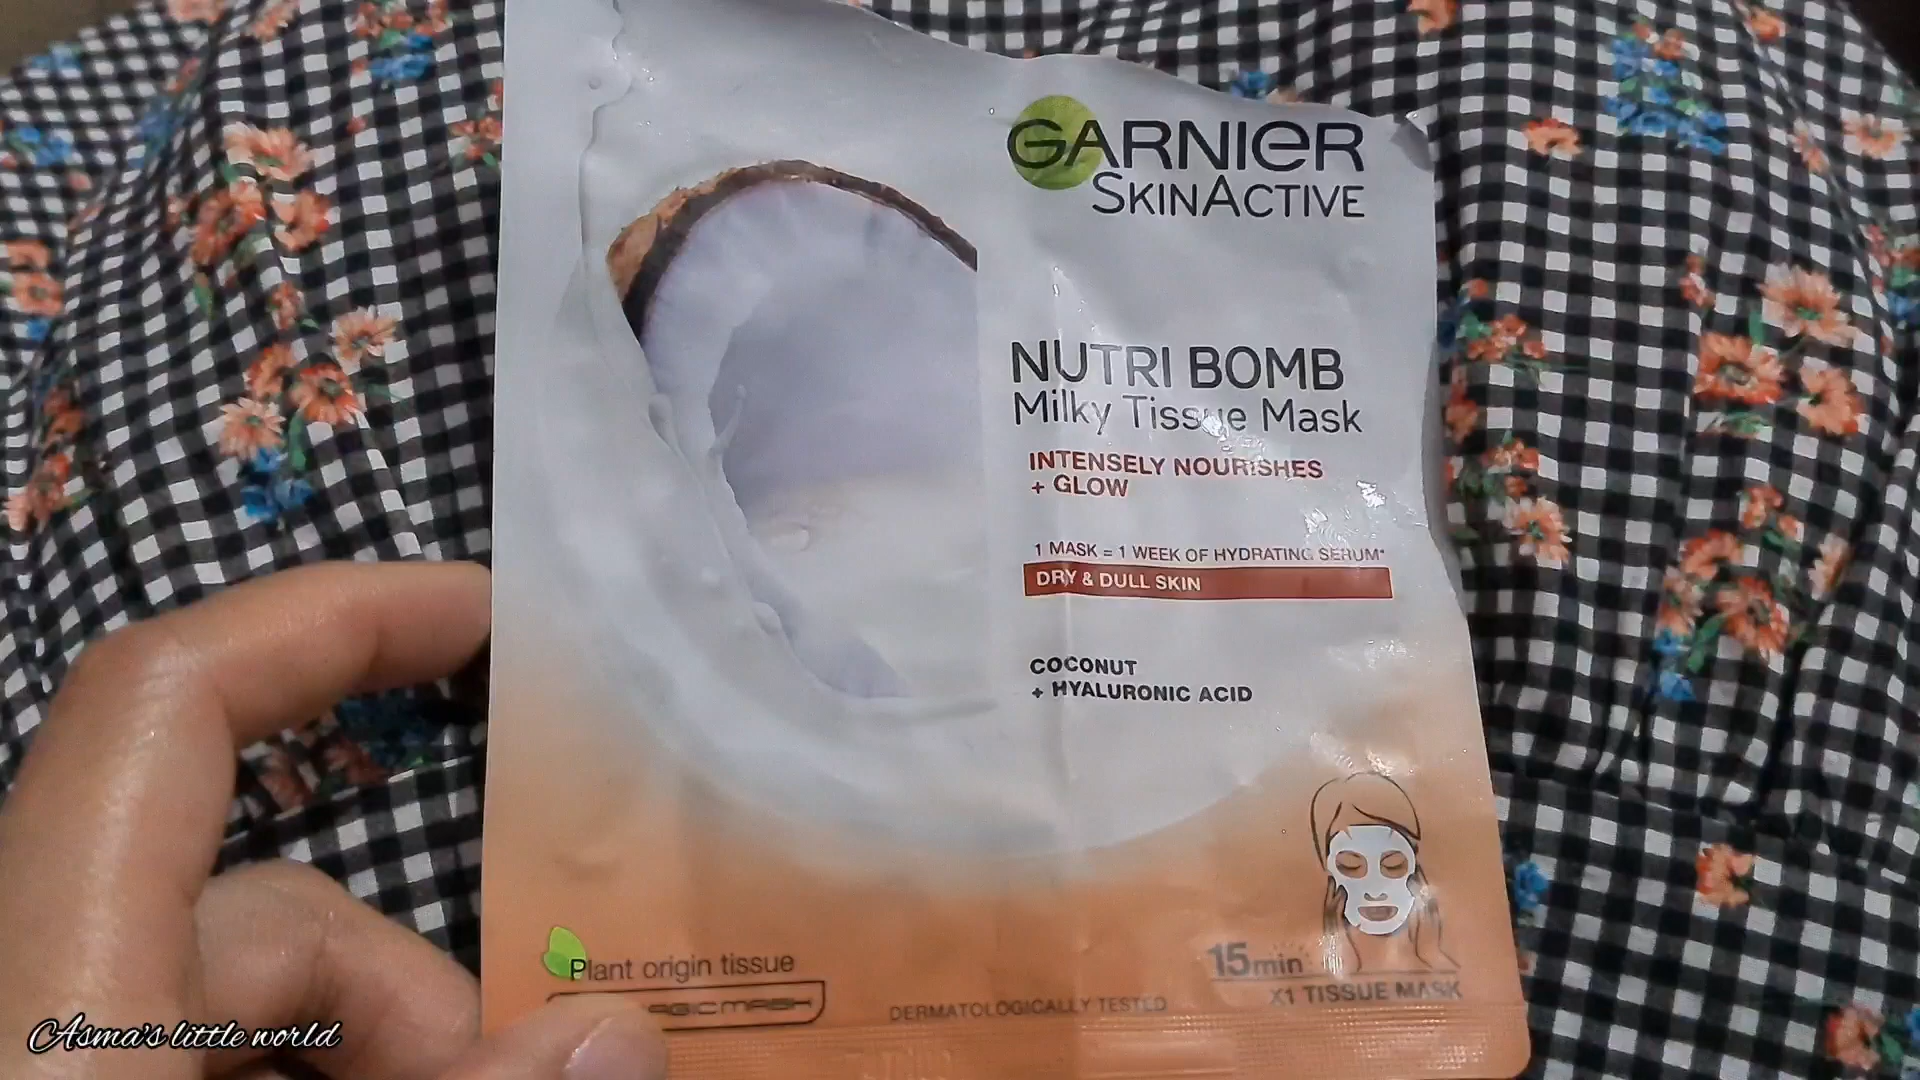 GARNIER
SKINACTIVE
NUTRI BOMB
Milky Tissue Mask
INTENSELY NOURISHES
+ GLOW
1 MASK = 1 WEEK OF HYDRATING SERUM*
DRY & DULL SKIN
COCONUT
+ HYALURONIC ACID
15min
X1 TISSUE MASK
Plant origin tissue
DERMATOLOGICALLY TESTED
Asma's little world